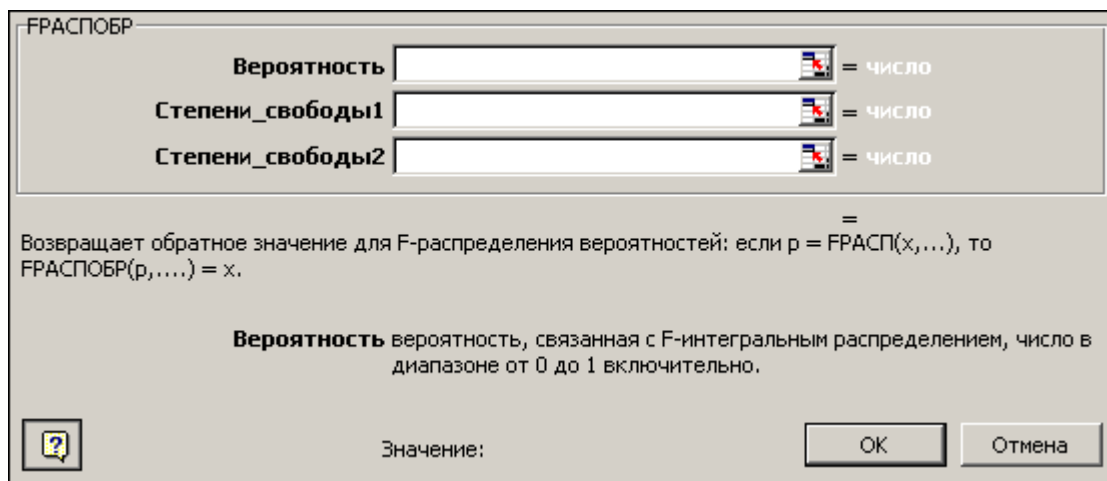 FРАСПОБР
Вероятность = число
Степени_свободы1 = число
Степени_свободы2 = число
=
Возвращает обратное значение для F-распределения вероятностей: если p = FРАСП(x,...), то
FРАСПОБР(p,....) = x.
Вероятность вероятность, связанная с F-интегральным распределением, число в
диапазоне от 0 до 1 включительно.
? Значение: OK Отмена